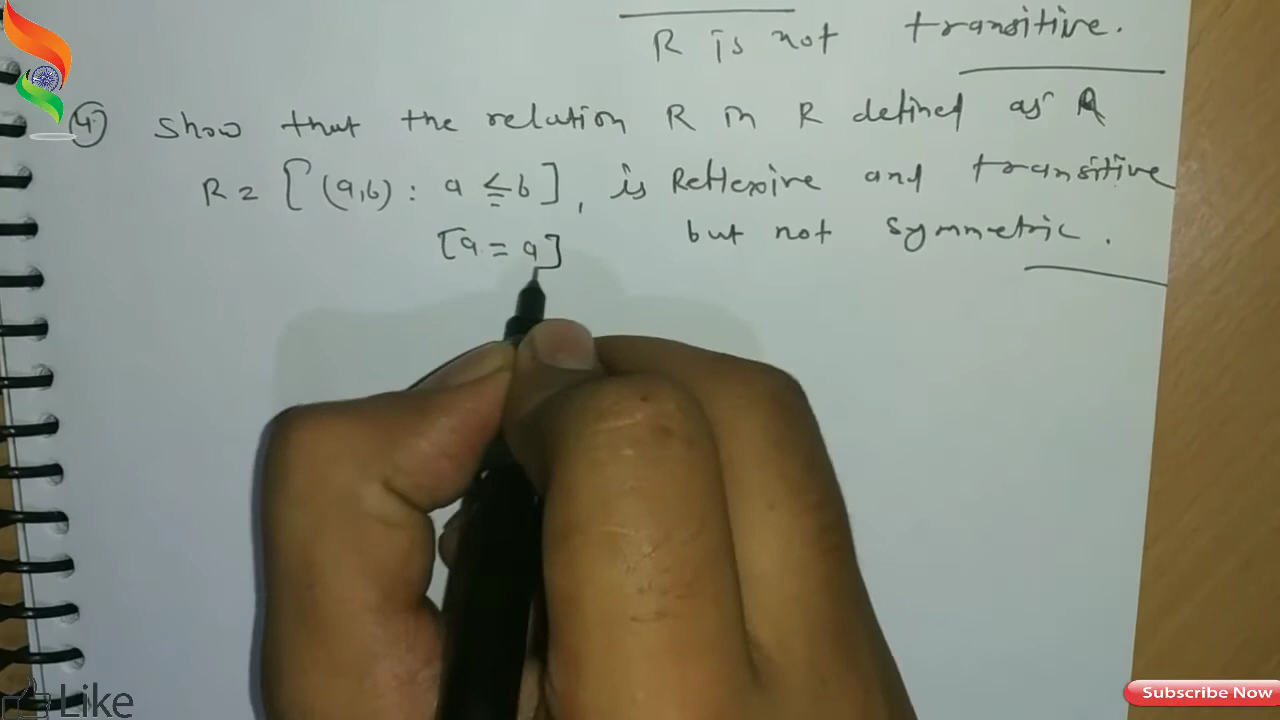 R is not transitive.
④ Show that the relation R in R defined as R
R = [(a,b) : a ≤ b], is Reflexive and transitive
but not symmetric.
[a = a]
Like
Subscribe Now